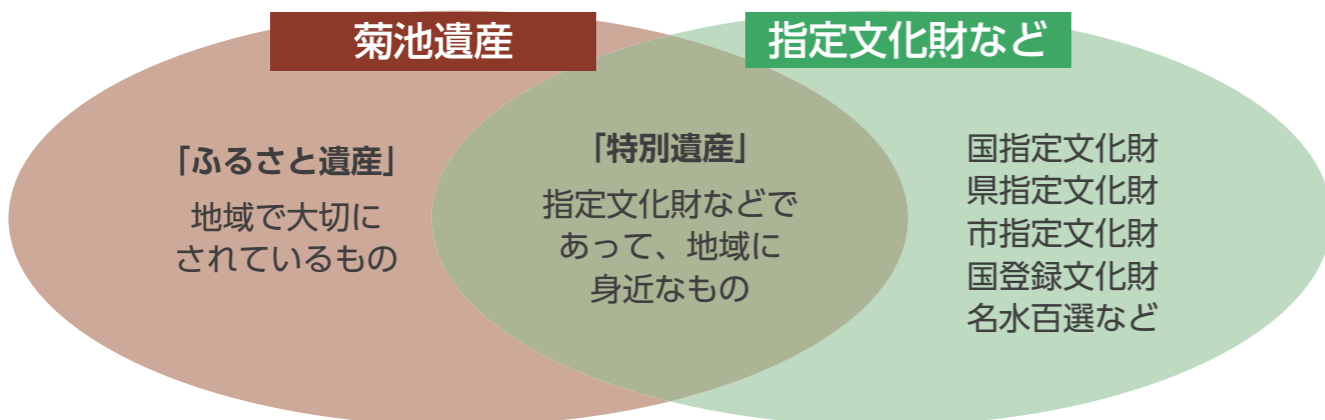 菊池遺産
指定文化財など
「ふるさと遺産」
地域で大切に
されているもの
「特別遺産」
指定文化財などで
あって、地域に
身近なもの
国指定文化財
県指定文化財
市指定文化財
国登録文化財
名水百選など